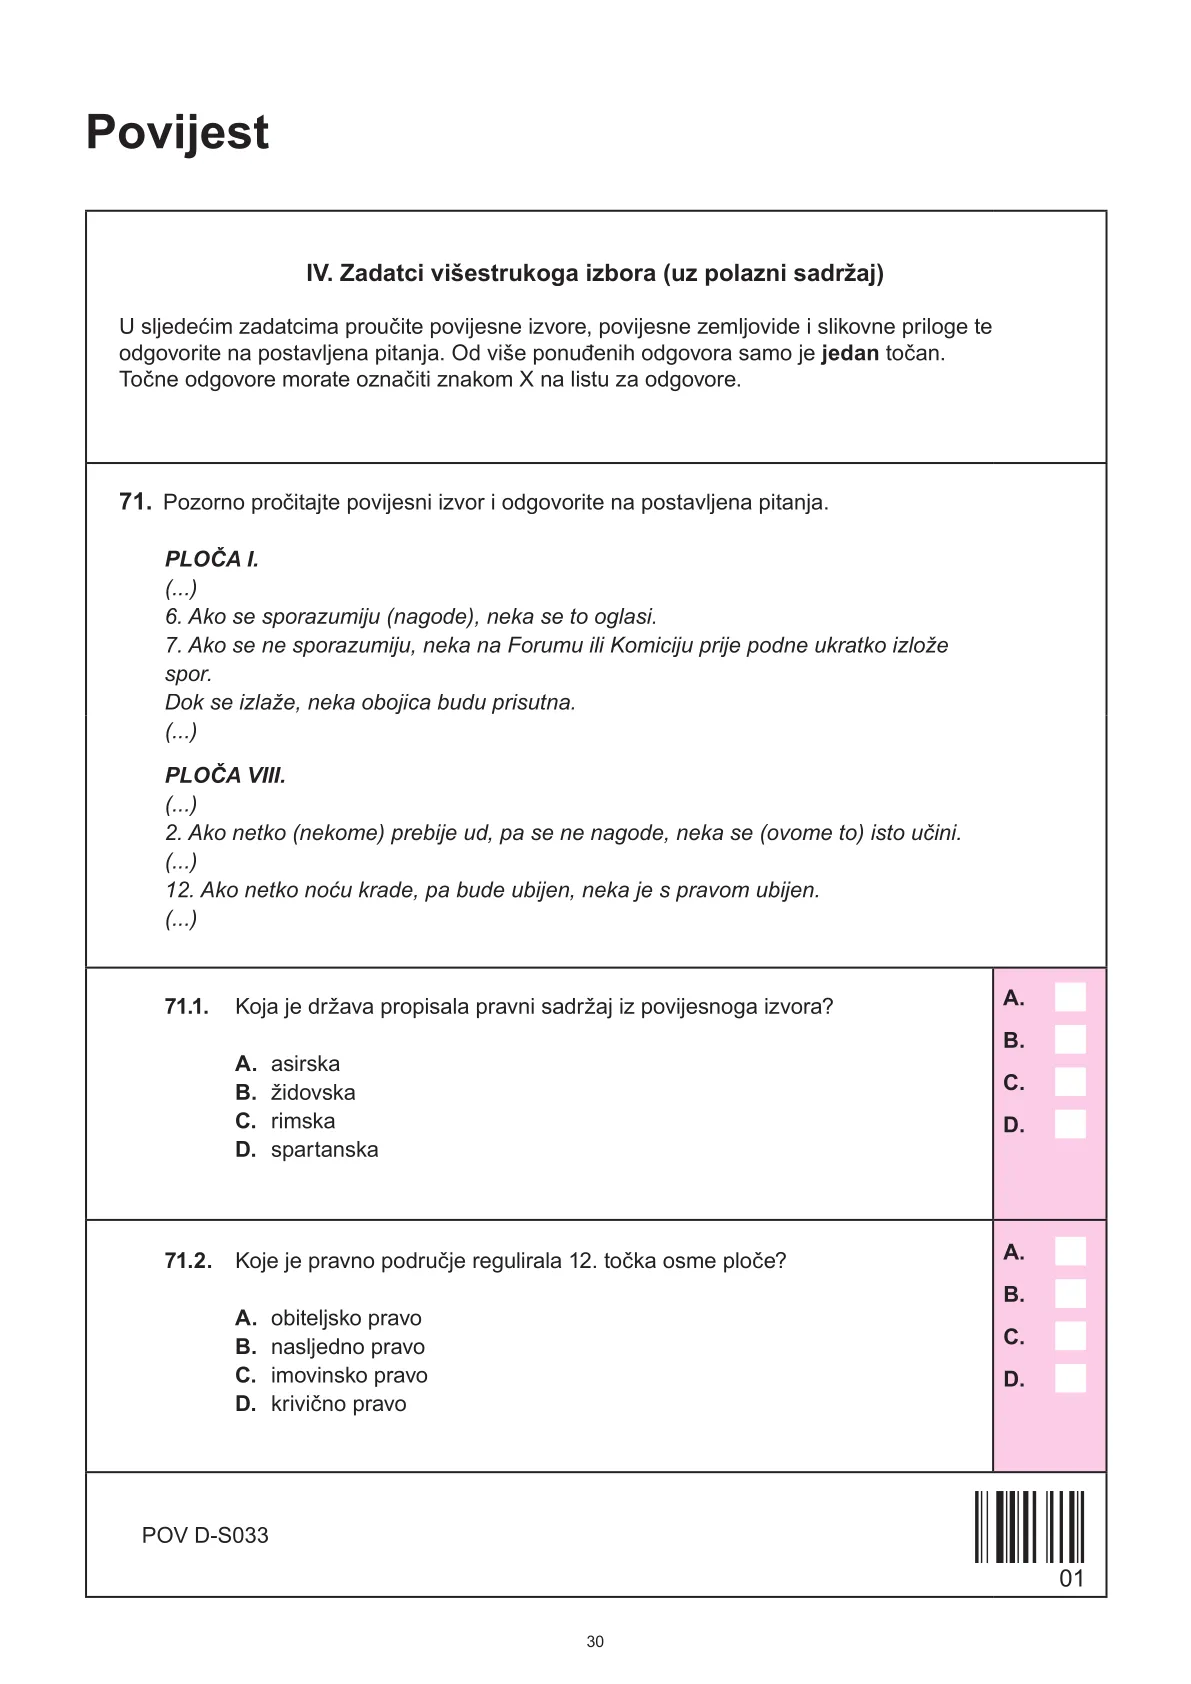 Povijest
IV. Zadatci višestrukoga izbora (uz polazni sadržaj)
U sljedećim zadatcima proučite povijesne izvore, povijesne zemljovide i slikovne priloge te
odgovorite na postavljena pitanja. Od više ponuđenih odgovora samo je jedan točan.
Točne odgovore morate označiti znakom X na listu za odgovore.
71. Pozorno pročitajte povijesni izvor i odgovorite na postavljena pitanja.
PLOČA I.
(...)
6. Ako se sporazumiju (nagode), neka se to oglasi.
7. Ako se ne sporazumiju, neka na Forumu ili Komiciju prije podne ukratko izlože
spor.
Dok se izlaže, neka obojica budu prisutna.
(...)
PLOČA VIII.
(...)
2. Ako netko (nekome) prebije ud, pa se ne nagode, neka se (ovome to) isto učini.
(...)
12. Ako netko noću krade, pa bude ubijen, neka je s pravom ubijen.
(...)
71.1. Koja je država propisala pravni sadržaj iz povijesnoga izvora?
A. asirska
B. židovska
C. rimska
D. spartanska
A.
B.
C.
D.
71.2. Koje je pravno područje regulirala 12. točka osme ploče?
A. obiteljsko pravo
B. nasljedno pravo
C. imovinsko pravo
D. krivično pravo
A.
B.
C.
D.
POV D-S033
01
30